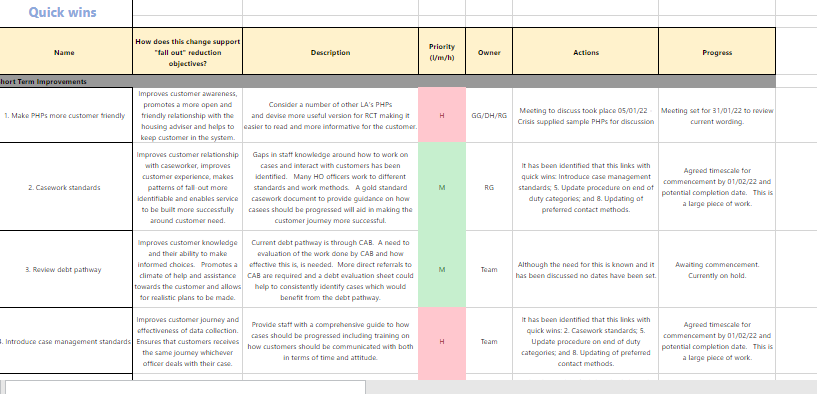 Quick wins
Name
How does this change support
"fall out" reduction
objectives?
Description
Priority
(l/m/h)
Owner
Actions
Progress
hort Term Improvements
1. Make PHPs more customer friendly
Improves customer awareness,
promotes a more open and
friendly relationship with the
housing adviser and helps to
keep customer in the system.
Consider a number of other LA's PHPs
and devise more useful version for RCT making it
easier to read and more informative for the customer.
H
GG/DH/RG
Meeting to discuss took place 05/01/22 -
Crisis supplied sample PHPs for discussion
Meeting set for 31/01/22 to review
current wording.
2. Casework standards
Improves customer relationship
with caseworker, improves
customer experience, makes
patterns of fall out more
identifiable and enables service
to be built more successfully
around customer need.
Gaps in staff knowledge around how to work on
cases and interact with customers has been
identified. Many HO officers work to different
standards and work methods. A gold standard
casework document to provide guidance on how
casees should be progressed will aid in making the
customer journey more successful.
M
RG
It has been identified that this links with
quick wins: Introduce case management
standards; 5. Update procedure on end of
duty categories; and 8. Updating of
preferred contact methods.
Agreed timescale for
commencement by 01/02/22 and
potential completion date. This is
a large piece of work.
3. Review debt pathway
Improves customer knowledge
and their ability to make
informed choices. Promotes a
climate of help and assistance
towards the customer and allows
for realistic plans to be made.
Current debt pathway is through CAB. A need to
evaluation of the work done by CAB and how
effective this is, is needed. More direct referrals to
CAB are required and a debt evaluation sheet could
help to consistently identify cases which would
benefit from the debt pathway.
M
Team
Although the need for this is known and it
has been discussed no dates have been set.
Awaiting commencement.
Currently on hold.
4. Introduce case management standards
Improves customer journey and
effectiveness of data collection.
Ensures that customers receives
the same journey whichever
officer deals with their case.
Provide staff with a comprehensive guide to how
cases should be progressed including training on
how customers should be communicated with both
in terms of time and attitude.
H
Team
It has been identified that this links with
quick wins: 2. Casework standards; 5.
Update procedure on end of duty
categories; and 8. Updating of preferred
contact methods.
Agreed timescale for
commencement by 01/02/22 and
potential completion date. This is
a large piece of work.